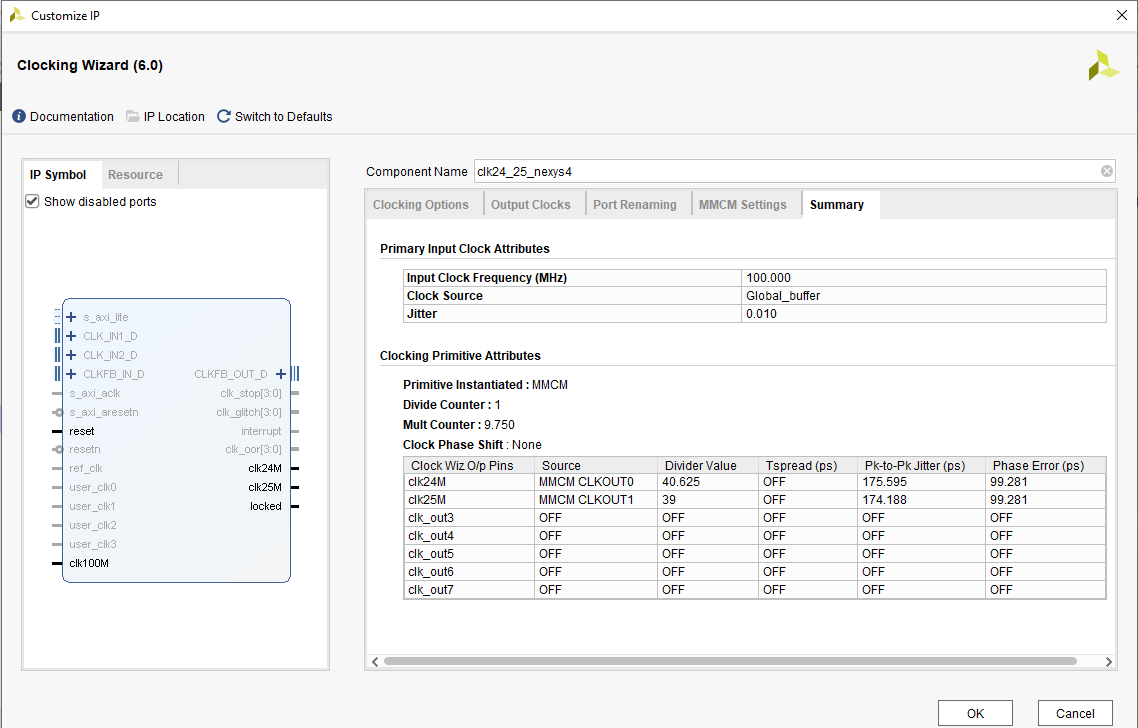 Customize IP
Clocking Wizard (6.0)
Documentation IP Location Switch to Defaults
IP Symbol Resource
Show disabled ports
s_axi_lite
CLK_IN1_D
CLK_IN2_D
CLKFB_IN_D CLKFB_OUT_D
s_axi_aclk clk_stop[3:0]
s_axi_aresetn clk_glitch[3:0]
reset interrupt
resetn clk_oor[3:0]
ref_clk clk24M
user_clk0 clk25M
user_clk1 locked
user_clk2
user_clk3
clk100M
Component Name clk24_25_nexys4
Clocking Options Output Clocks Port Renaming MMCM Settings Summary
Primary Input Clock Attributes
Input Clock Frequency (MHz) 100.000
Clock Source Global_buffer
Jitter 0.010
Clocking Primitive Attributes
Primitive Instantiated : MMCM
Divide Counter : 1
Mult Counter : 9.750
Clock Phase Shift : None
Clock Wiz O/p Pins Source Divider Value Tspread (ps) Pk-to-Pk Jitter (ps) Phase Error (ps)
clk24M MMCM CLKOUT0 40.625 OFF 175.595 99.281
clk25M MMCM CLKOUT1 39 OFF 174.188 99.281
clk_out3 OFF OFF OFF OFF OFF
clk_out4 OFF OFF OFF OFF OFF
clk_out5 OFF OFF OFF OFF OFF
clk_out6 OFF OFF OFF OFF OFF
clk_out7 OFF OFF OFF OFF OFF
OK Cancel